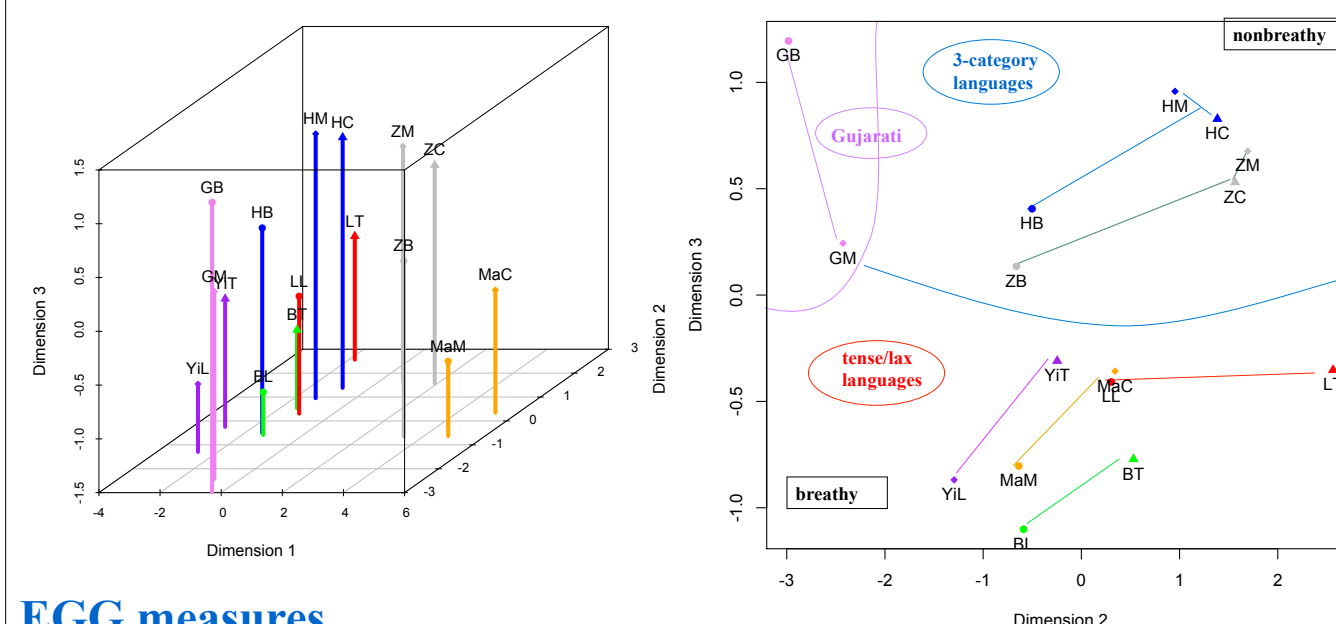 HM
HC
ZM
ZC
GB
HB
LT
ZB
GM
YiT
LL
MaC
BT
MaM
YiL
BL
1.5
1.0
0.5
0.0
-0.5
-1.0
-1.5
Dimension 3
-4
-2
0
2
4
6
Dimension 1
-3
-2
-1
0
1
2
3
Dimension 2
nonbreathy
GB
3-category
languages
HM
HC
Gujarati
ZM
ZC
HB
GM
ZB
tense/lax
languages
YiT
MaC
LL
LT
MaM
BT
YiL
breathy
BL
1.0
0.5
0.0
-0.5
-1.0
Dimension 3
-3
-2
-1
0
1
2
Dimension 2
EGG measures